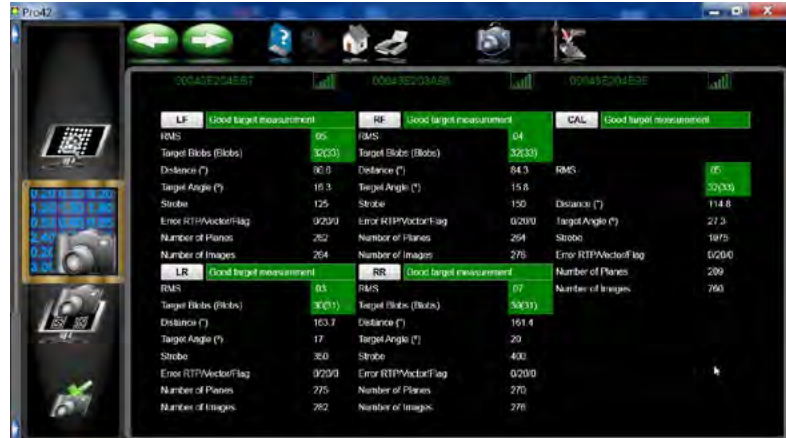 Pro42
LF Good target measurement RF Good target measurement CAL Good target measurement
RMS 05 RMS 04
Target Blobs (Blobs) 32(33) Target Blobs (Blobs) 32(33) RMS 05
Distance (") Distance (") 84.3 32(33)
Target Angle (°) 16.3 Target Angle (°) 15.8 Distance (") 114.8
Strobe 125 Strobe 150 Target Angle (°) 27.3
Error RTP/Vector/Flag 0/20/0 Error RTP/Vector/Flag 0/20/0 Strobe 1075
Number of Planes 262 Number of Planes 264 Error RTP/Vector/Flag 0/20/0
Number of Images 264 Number of Images 276 Number of Planes 209
LR Good target measurement RR Good target measurement Number of Images 760
RMS 03 RMS 07
Target Blobs (Blobs) 30(31) Target Blobs (Blobs) 30(31)
Distance (") 163.7 Distance (") 161.4
Target Angle (°) 17 Target Angle (°) 20
Strobe 350 Strobe 400
Error RTP/Vector/Flag 0/20/0 Error RTP/Vector/Flag 0/20/0
Number of Planes 275 Number of Planes 270
Number of Images 282 Number of Images 276